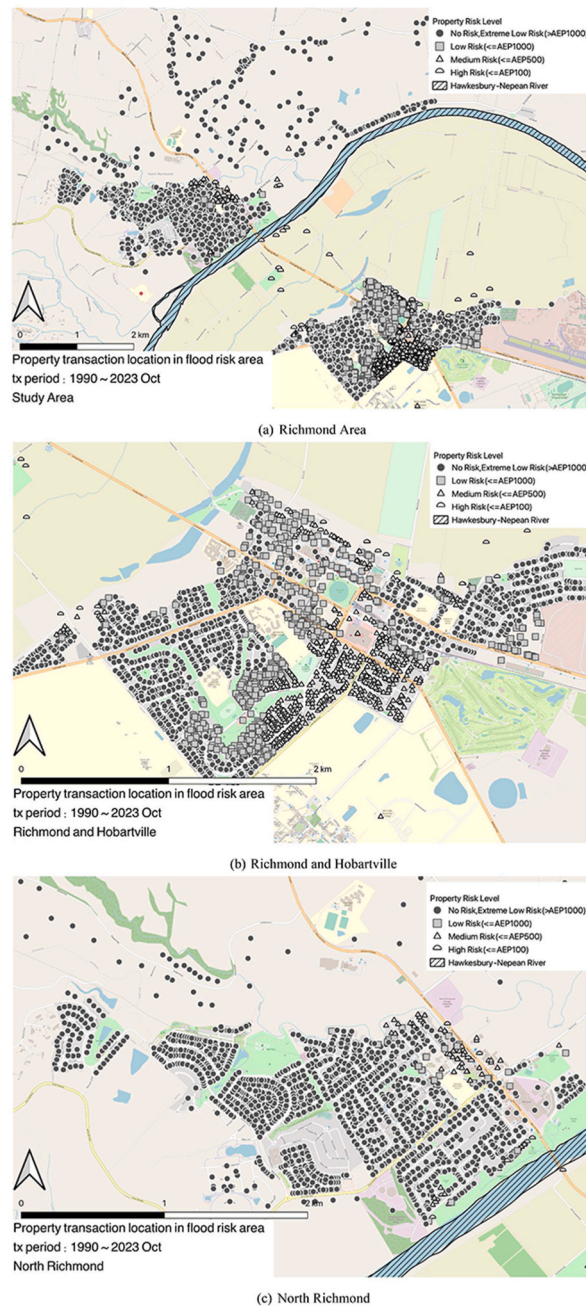 Property Risk Level
No Risk,Extreme Low Risk(>AEP1000)
Low Risk(<=AEP1000)
Medium Risk(<=AEP500)
High Risk(<=AEP100)
Hawkesbury-Nepean River
0 1 2 km
Property transaction location in flood risk area
tx period : 1990 ~ 2023 Oct
Study Area
(a) Richmond Area
Property Risk Level
No Risk,Extreme Low Risk(>AEP1000)
Low Risk(<=AEP1000)
Medium Risk(<=AEP500)
High Risk(<=AEP100)
Hawkesbury-Nepean River
0 1 2 km
Property transaction location in flood risk area
tx period : 1990 ~ 2023 Oct
Richmond and Hobartville
(b) Richmond and Hobartville
Property Risk Level
No Risk,Extreme Low Risk(>AEP1000)
Low Risk(<=AEP1000)
Medium Risk(<=AEP500)
High Risk(<=AEP100)
Hawkesbury-Nepean River
0 1 2 km
Property transaction location in flood risk area
tx period : 1990 ~ 2023 Oct
North Richmond
(c) North Richmond